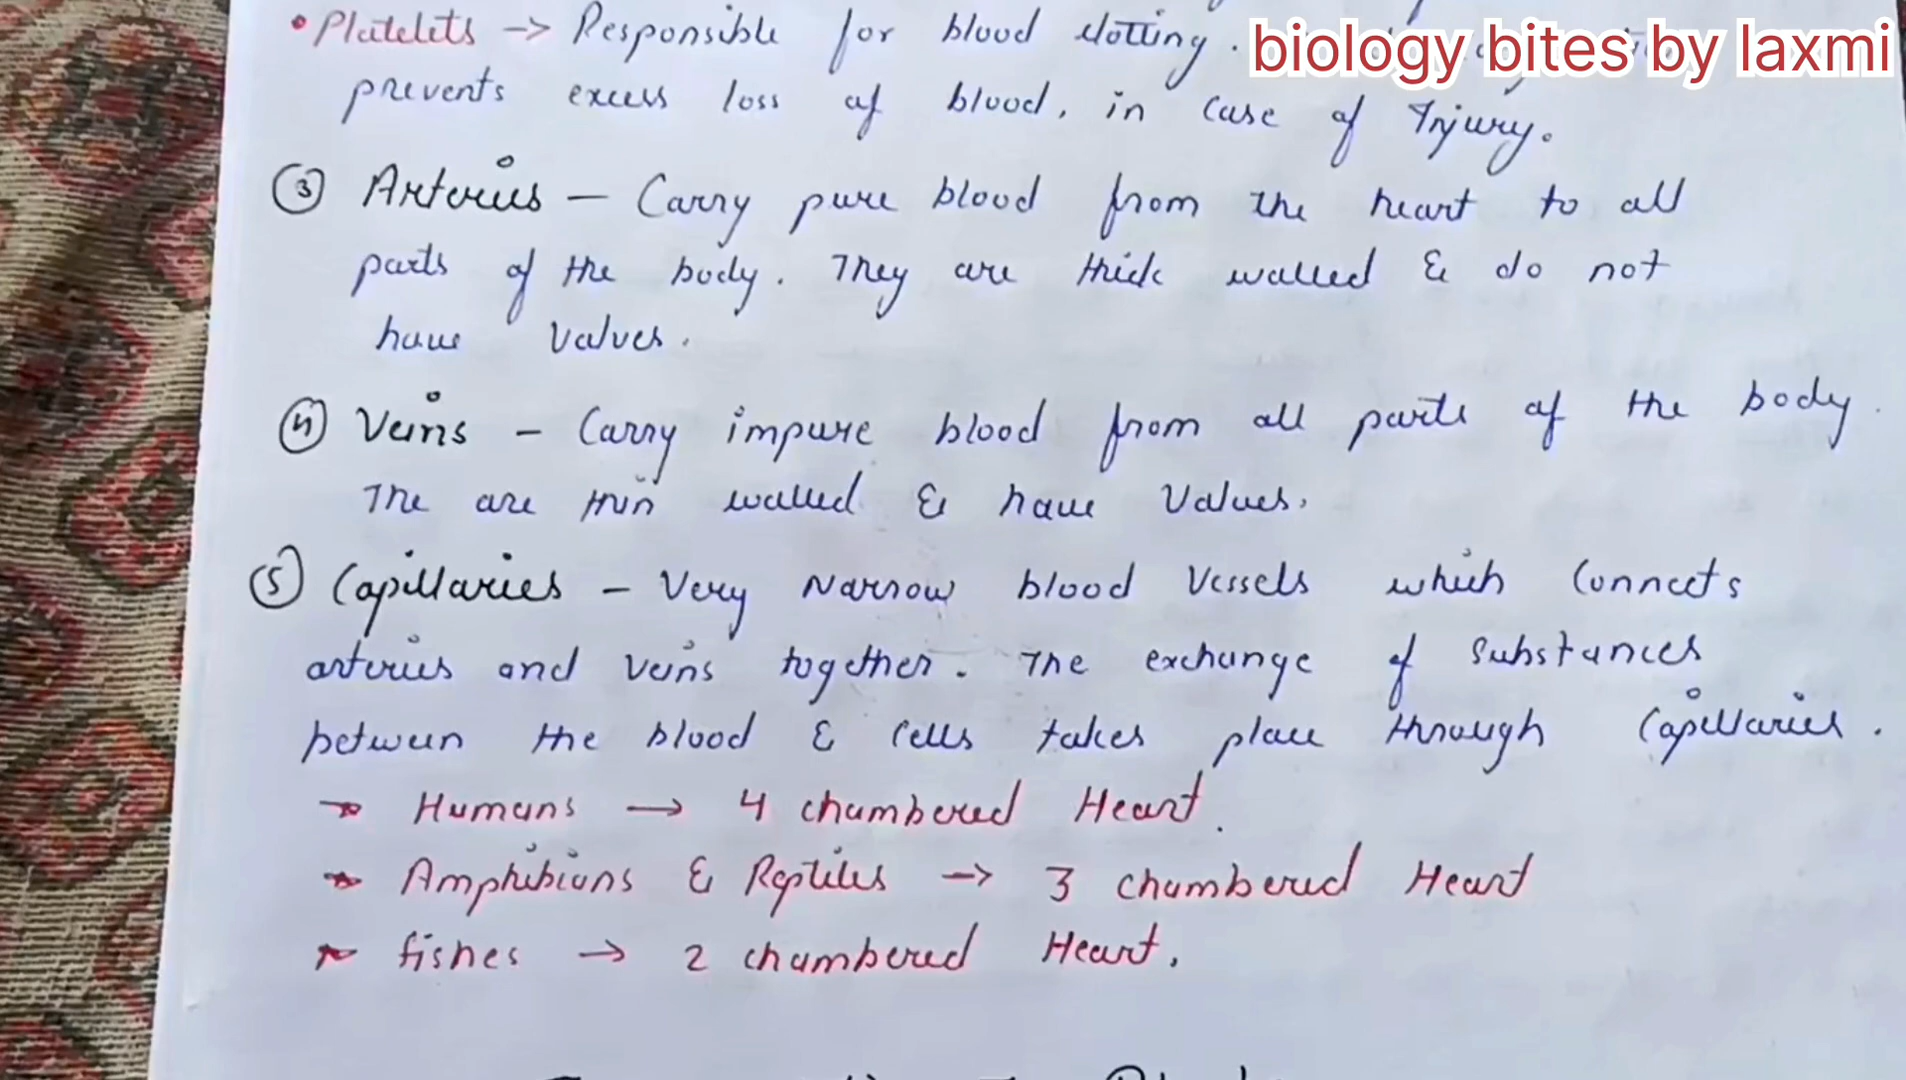 biology bites by laxmi
• Platelets -> Responsible for blood clotting.
prevents excess loss of blood, in case of Injury.
③ Arteries – Carry pure blood from the heart to all
parts of the body. They are thick walled & do not
have valves.
④ Veins – Carry impure blood from all parts of the body.
The are thin walled & have valves.
⑤ Capillaries – Very Narrow blood vessels which connects
arteries and veins together. The exchange of substances
between the blood & cells takes place through Capillaries.
→ Humans → 4 chambered Heart.
→ Amphibians & Reptiles → 3 chambered Heart
→ fishes → 2 chambered Heart.